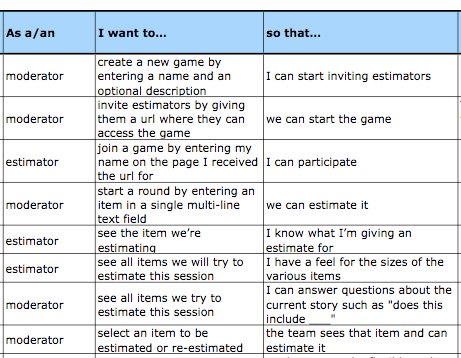 As a/an I want to... so that...
moderator
create a new game by
entering a name and an
optional description
I can start inviting estimators
moderator
invite estimators by giving
them a url where they can
access the game
we can start the game
estimator
join a game by entering my
name on the page I received
the url for
I can participate
moderator
start a round by entering an
item in a single multi-line
text field
we can estimate it
estimator
see the item we're
estimating
I know what I'm giving an
estimate for
estimator
see all items we will try to
estimate this session
I have a feel for the sizes of the
various items
moderator
see all items we try to
estimate this session
I can answer questions about the
current story such as "does this
include ___"
moderator
select an item to be
estimated or re-estimated
the team sees that item and can
estimate it